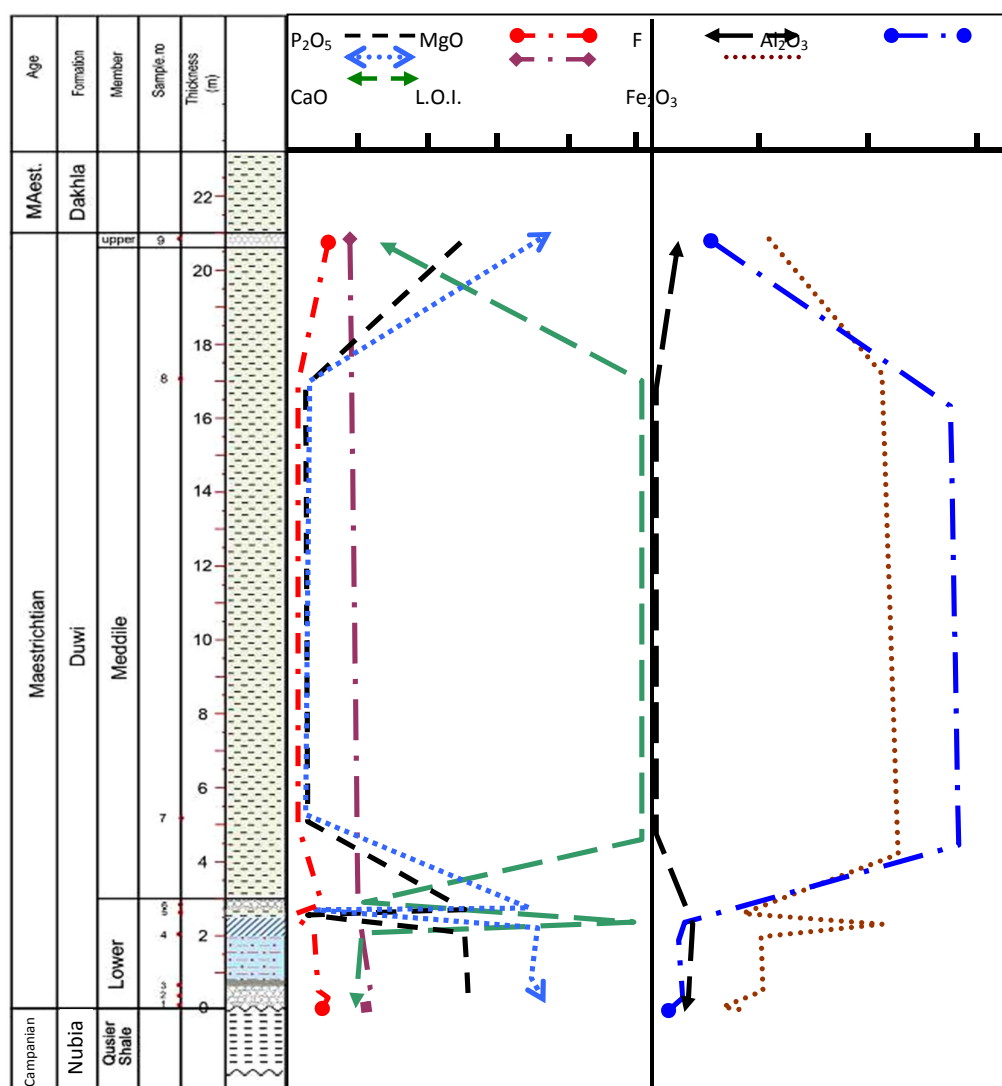 Age
Formation
Member
Sample.no
Thickness
(m)
P₂O₅ MgO F Al₂O₃
CaO L.O.I. Fe₂O₃
MAest.
Dakhla
22
upper
9
20
18
8
16
14
12
Maestrichtian
Duwi
Meddile
10
8
6
7
4
6
5
Lower
4
2
3
2
1
0
Campanian
Nubia
Qusier
Shale